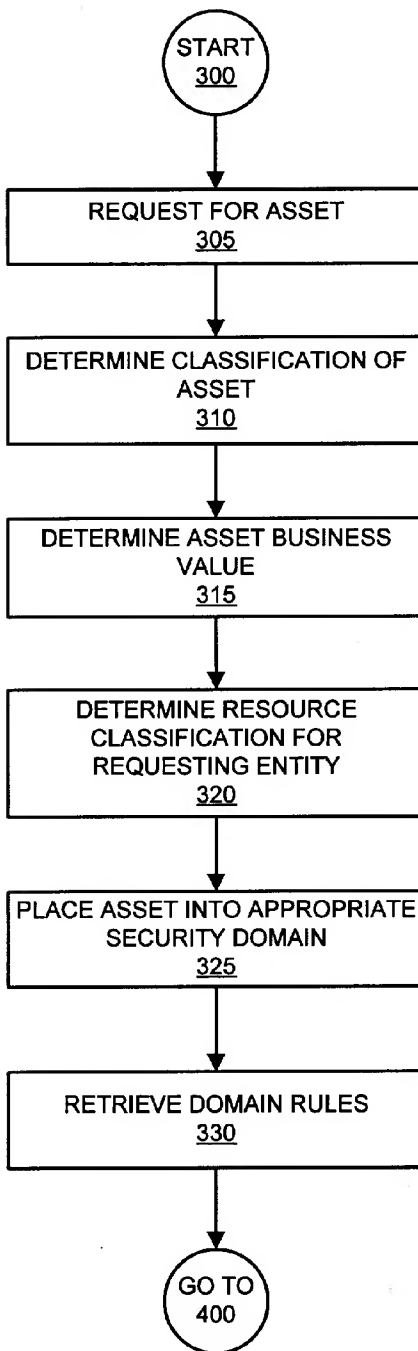 START
300
REQUEST FOR ASSET
305
DETERMINE CLASSIFICATION OF
ASSET
310
DETERMINE ASSET BUSINESS
VALUE
315
DETERMINE RESOURCE
CLASSIFICATION FOR
REQUESTING ENTITY
320
PLACE ASSET INTO APPROPRIATE
SECURITY DOMAIN
325
RETRIEVE DOMAIN RULES
330
GO TO
400